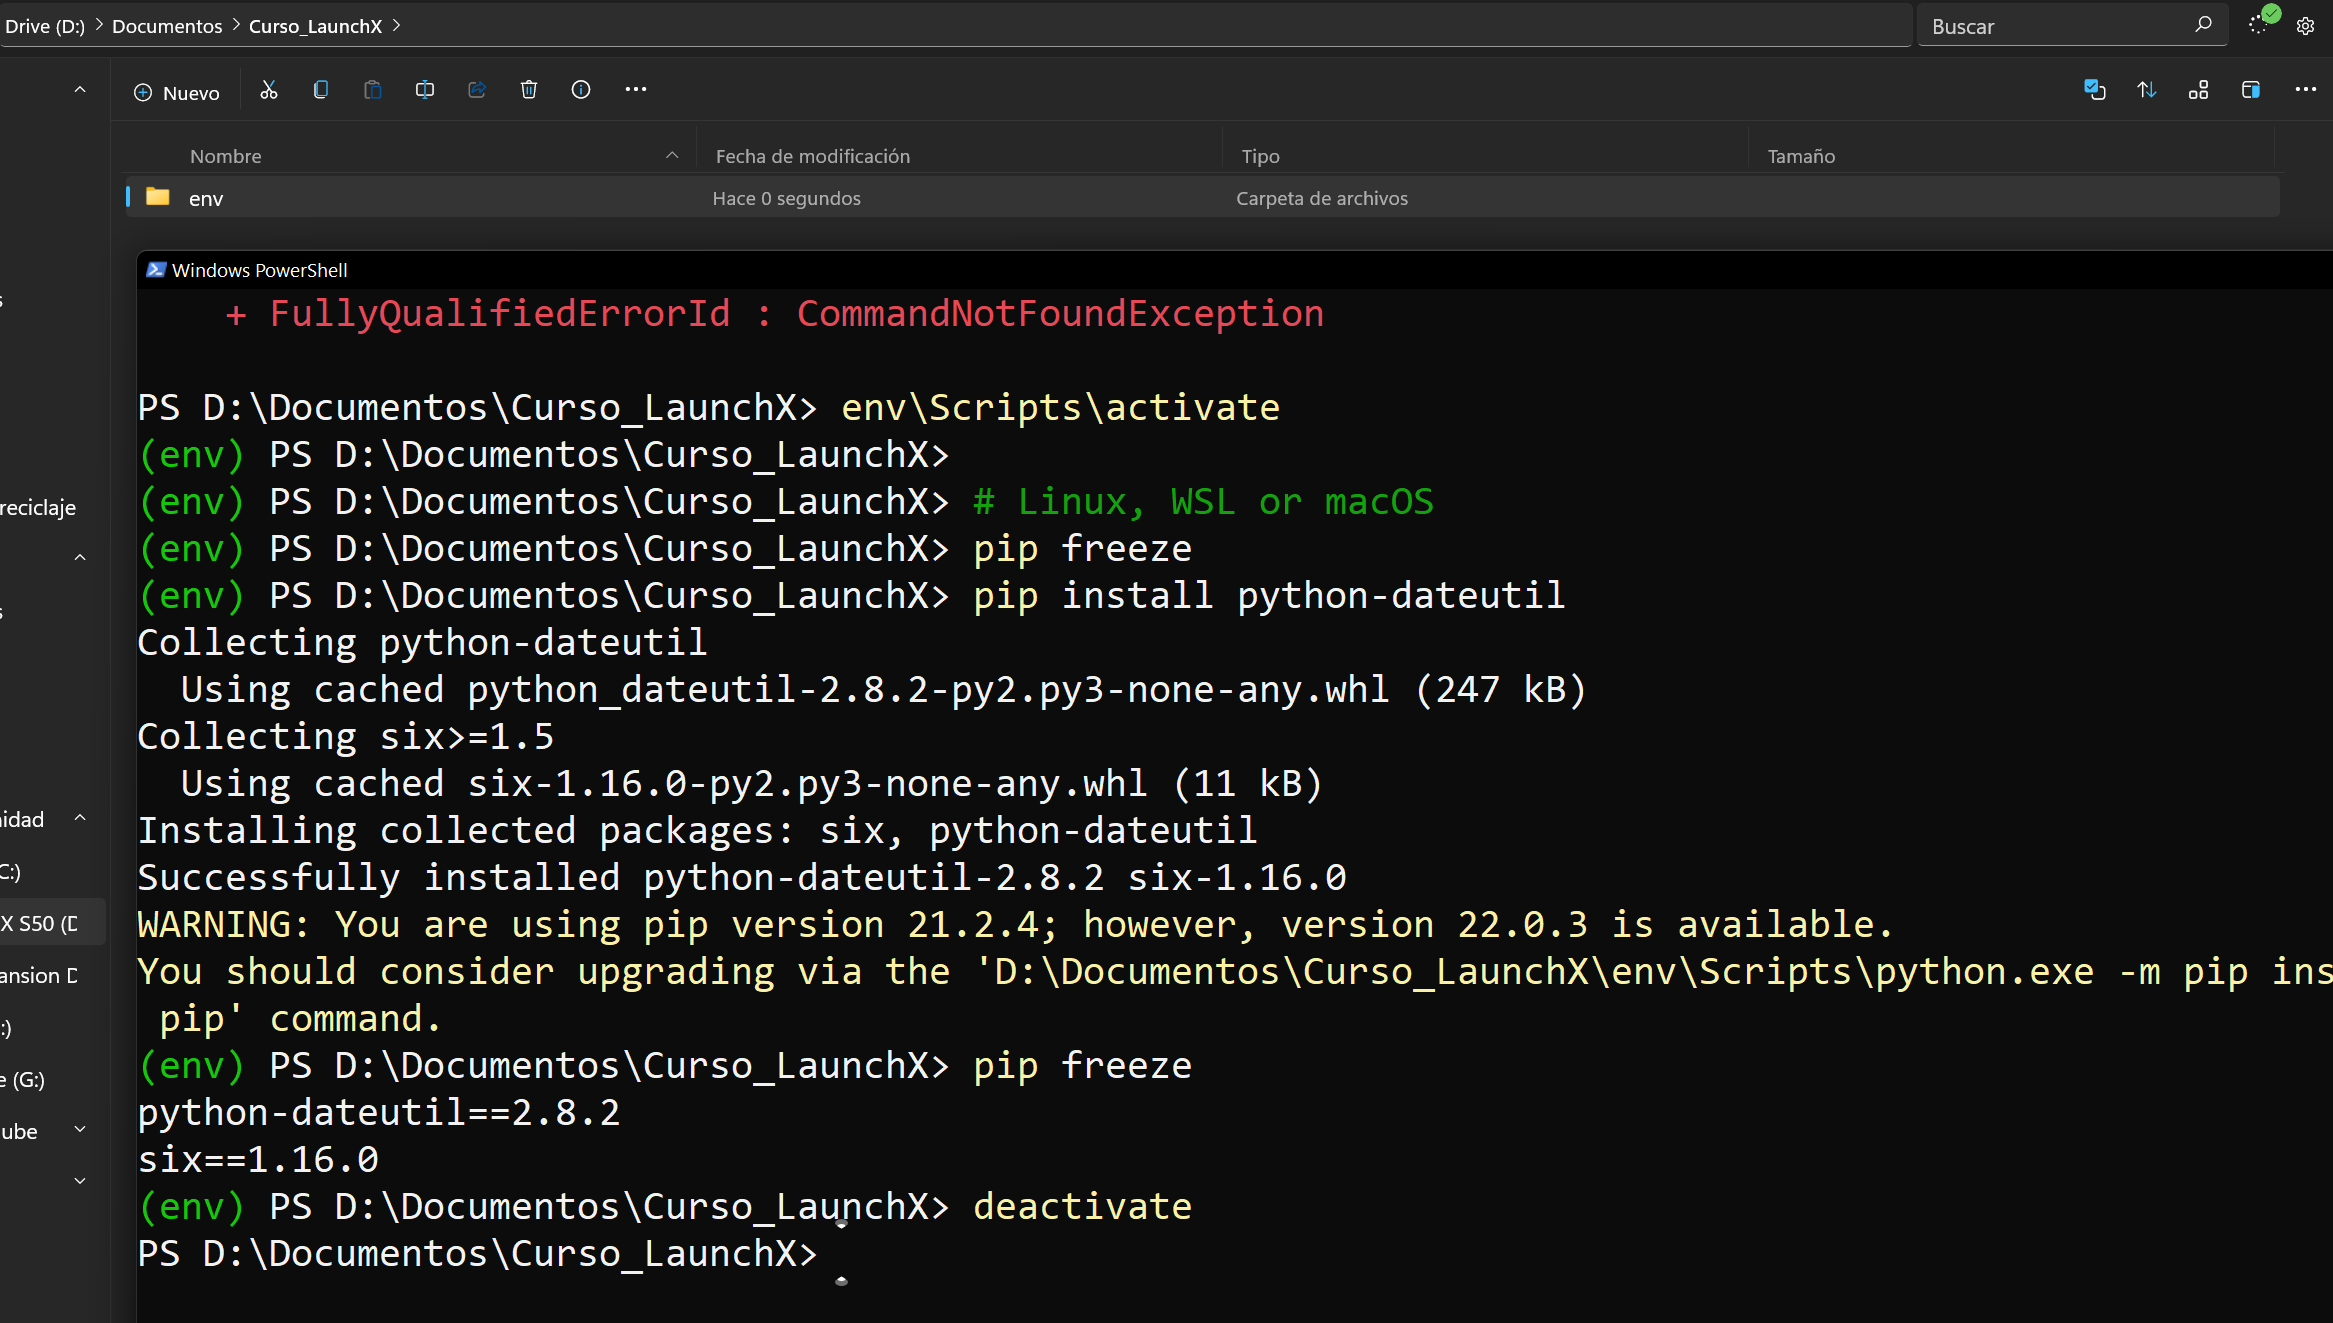 Drive (D:) > Documentos > Curso_LaunchX >
Buscar
Nuevo
Nombre
Fecha de modificación
Tipo
Tamaño
env
Hace 0 segundos
Carpeta de archivos
Windows PowerShell
+ FullyQualifiedErrorId : CommandNotFoundException
PS D:\Documentos\Curso_LaunchX> env\Scripts\activate
(env) PS D:\Documentos\Curso_LaunchX>
(env) PS D:\Documentos\Curso_LaunchX> # Linux, WSL or macOS
(env) PS D:\Documentos\Curso_LaunchX> pip freeze
(env) PS D:\Documentos\Curso_LaunchX> pip install python-dateutil
Collecting python-dateutil
Using cached python_dateutil-2.8.2-py2.py3-none-any.whl (247 kB)
Collecting six>=1.5
Using cached six-1.16.0-py2.py3-none-any.whl (11 kB)
Installing collected packages: six, python-dateutil
Successfully installed python-dateutil-2.8.2 six-1.16.0
WARNING: You are using pip version 21.2.4; however, version 22.0.3 is available.
You should consider upgrading via the 'D:\Documentos\Curso_LaunchX\env\Scripts\python.exe -m pip ins
pip' command.
(env) PS D:\Documentos\Curso_LaunchX> pip freeze
python-dateutil==2.8.2
six==1.16.0
(env) PS D:\Documentos\Curso_LaunchX> deactivate
PS D:\Documentos\Curso_LaunchX>
s
reciclaje
s
idad
C:)
X S50 (D
ansion D
:)
e (G:)
ube